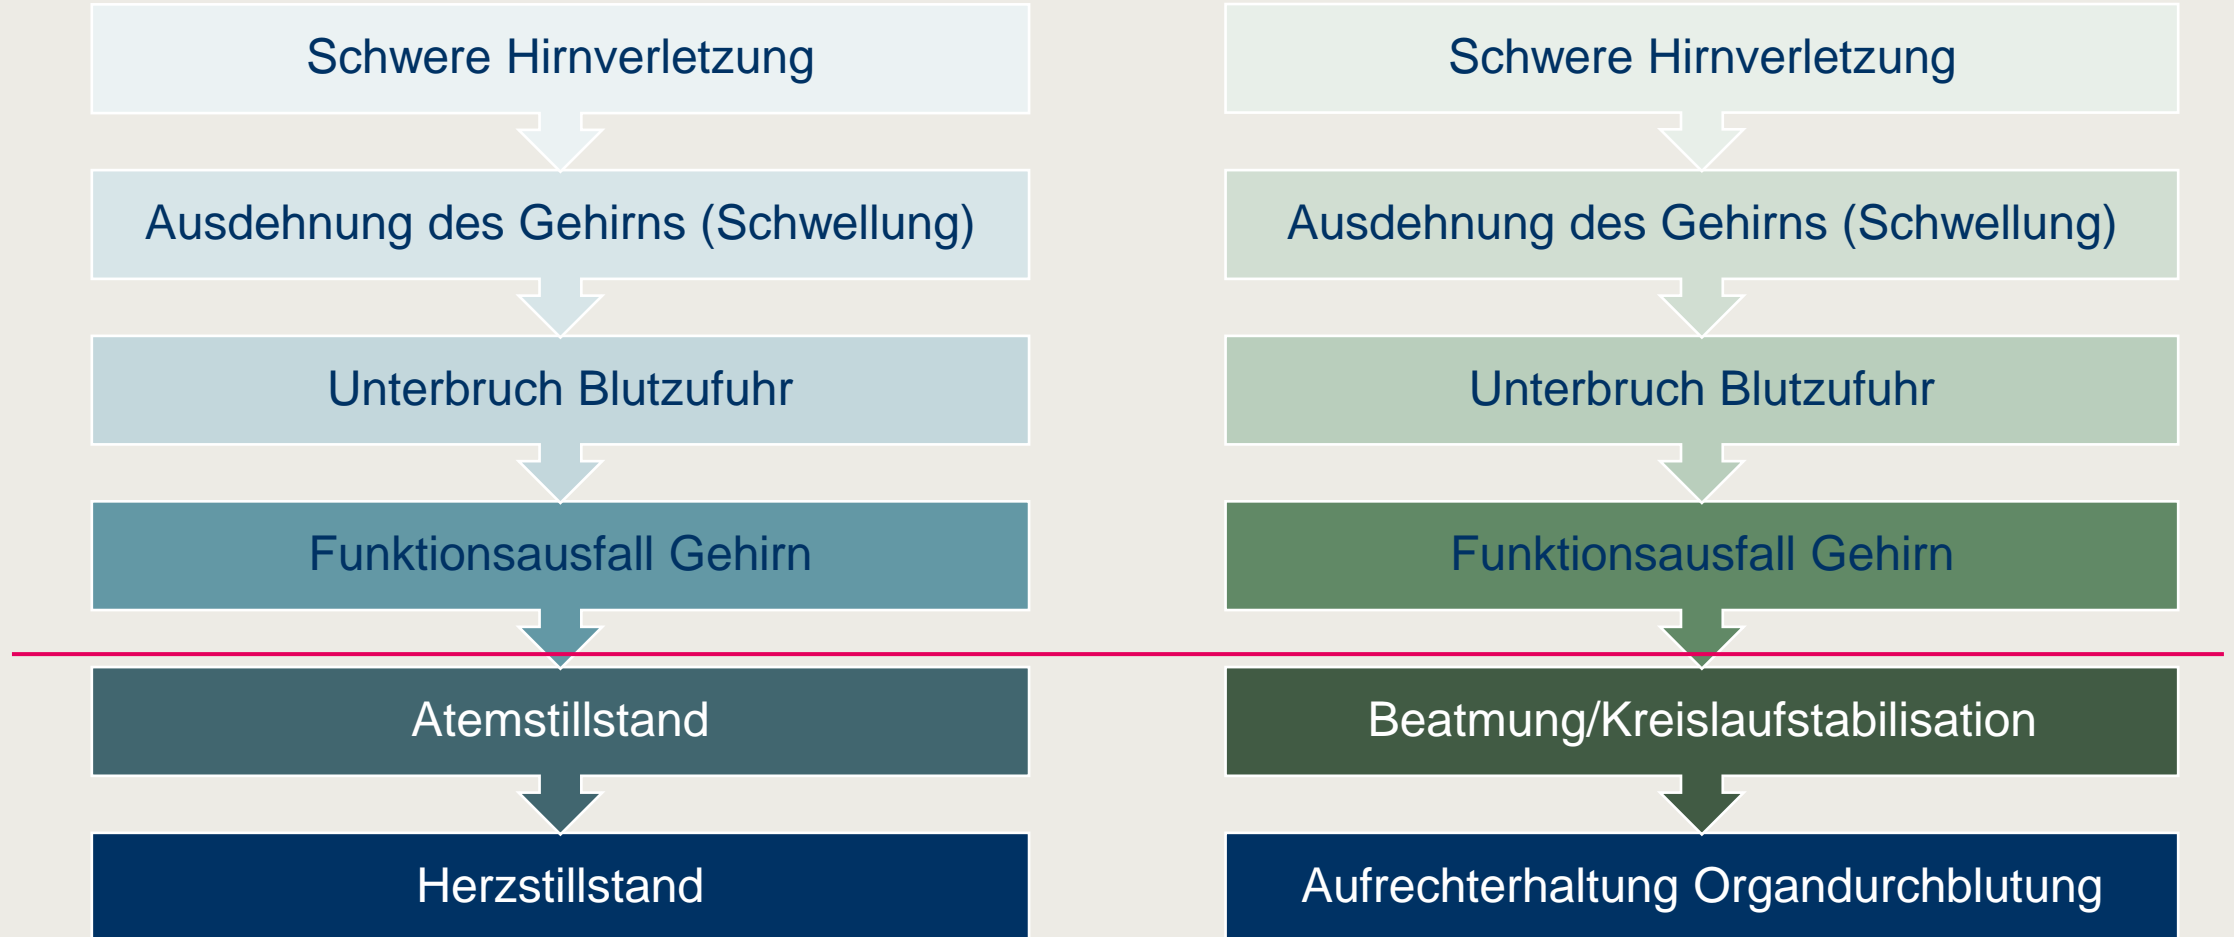 Schwere Hirnverletzung
Ausdehnung des Gehirns (Schwellung)
Unterbruch Blutzufuhr
Funktionsausfall Gehirn
Atemstillstand
Herzstillstand
Schwere Hirnverletzung
Ausdehnung des Gehirns (Schwellung)
Unterbruch Blutzufuhr
Funktionsausfall Gehirn
Beatmung/Kreislaufstabilisation
Aufrechterhaltung Organdurchblutung